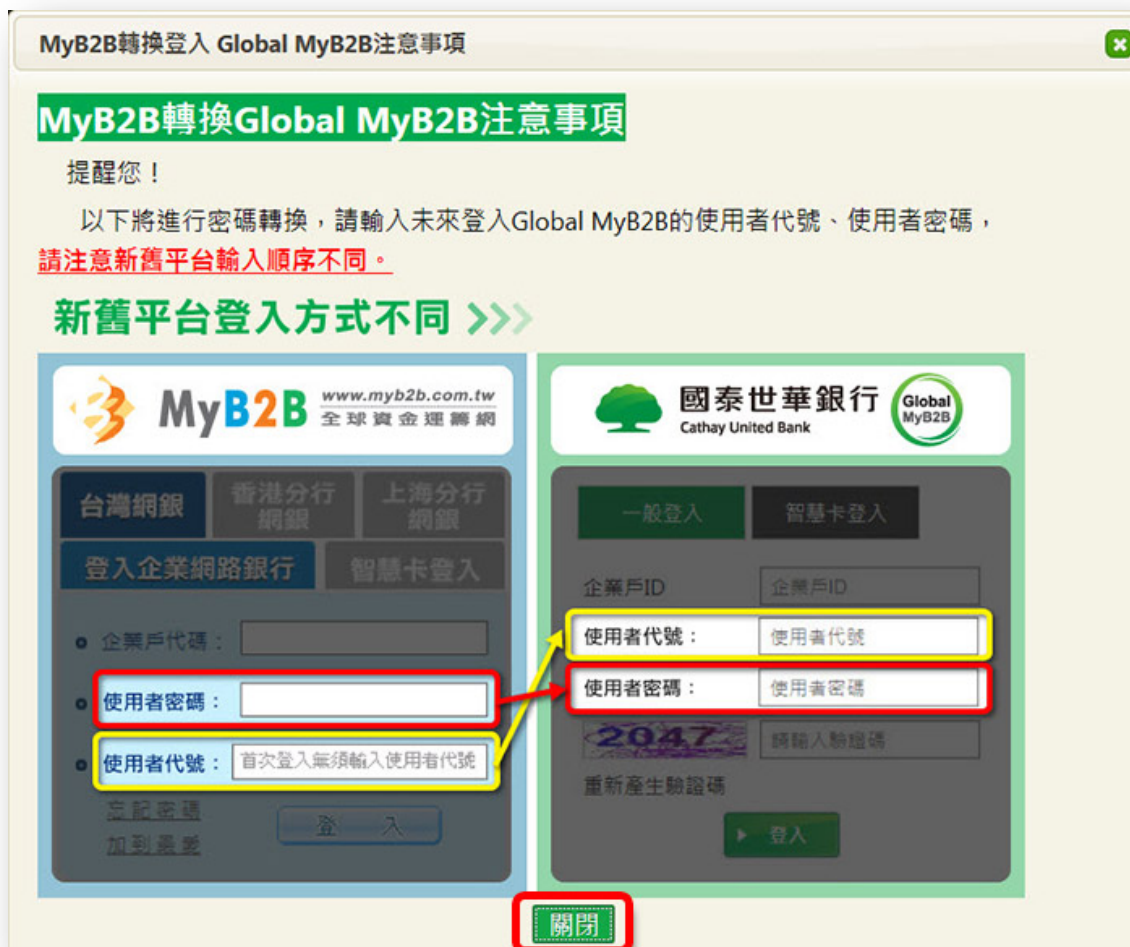 MyB2B轉換登入 Global MyB2B注意事項
MyB2B轉換Global MyB2B注意事項
提醒您！
以下將進行密碼轉換，請輸入未來登入Global MyB2B的使用者代號、使用者密碼，
請注意新舊平台輸入順序不同。
新舊平台登入方式不同
MyB2B www.myb2b.com.tw
全球資金運籌網
台灣網銀 香港分行網銀 上海分行網銀
登入企業網路銀行 智慧卡登入
企業戶代碼：
使用者密碼：
使用者代號： 首次登入無須輸入使用者代號
忘記密碼
加到最愛
登 入
國泰世華銀行
Cathay United Bank
Global MyB2B
一般登入 智慧卡登入
企業戶ID 企業戶ID
使用者代號： 使用者代號
使用者密碼： 使用者密碼
2047 請輸入驗證碼
重新產生驗證碼
登入
關閉